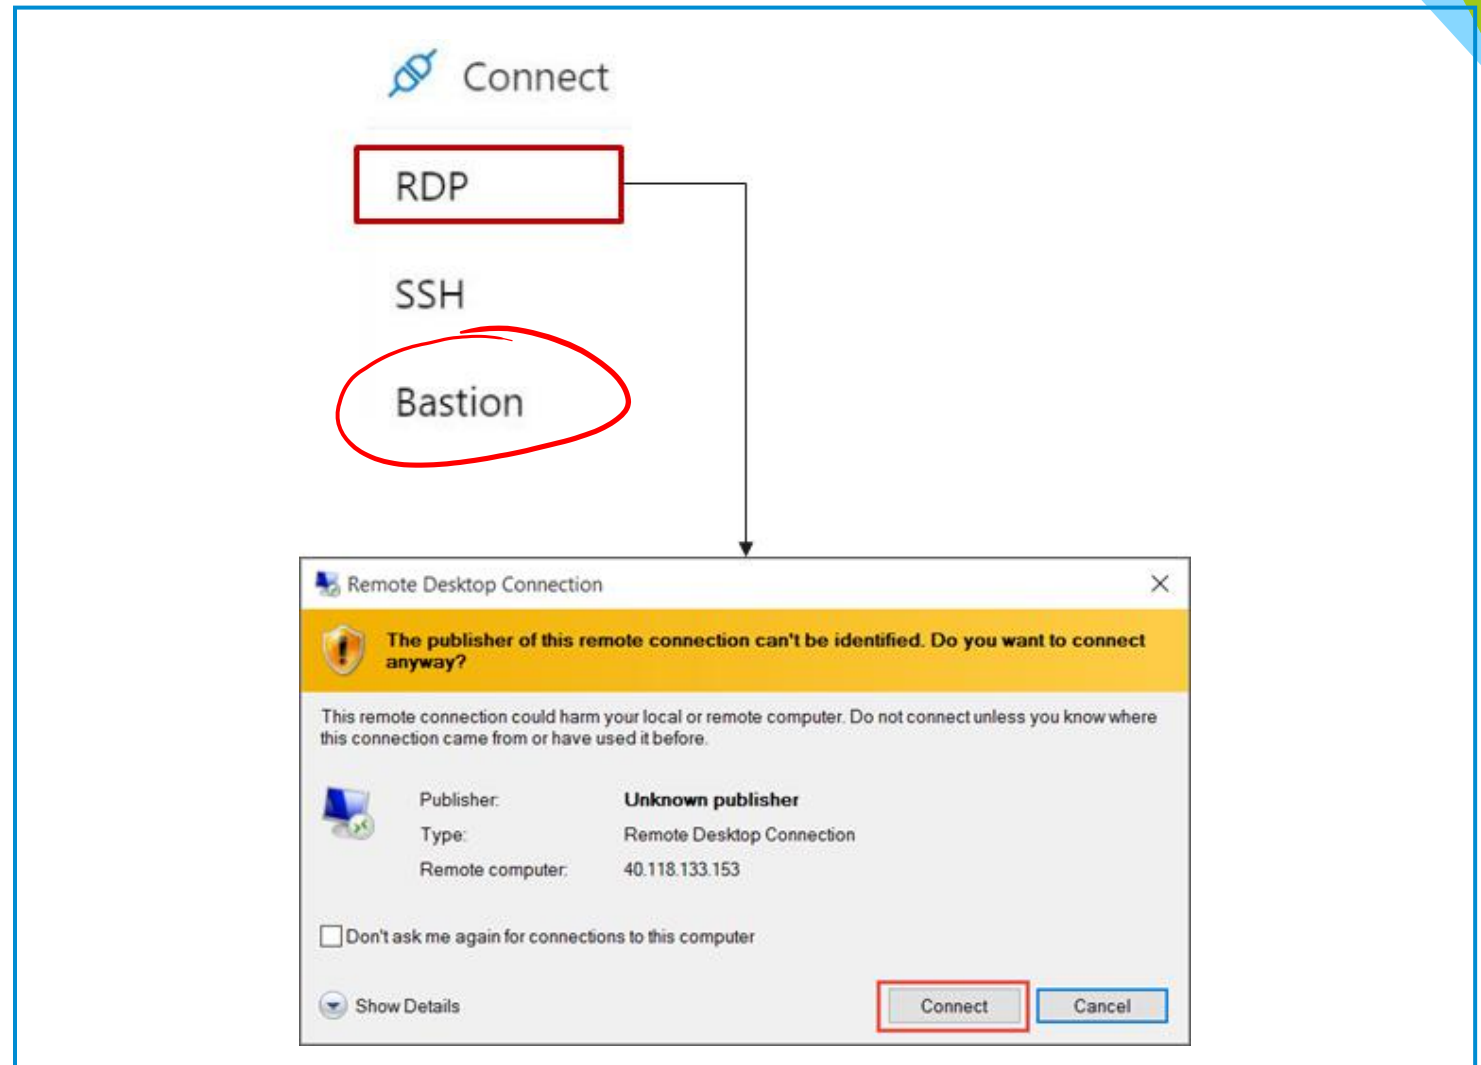 Connect
RDP
SSH
Bastion
Remote Desktop Connection
The publisher of this remote connection can't be identified. Do you want to connect
anyway?
This remote connection could harm your local or remote computer. Do not connect unless you know where
this connection came from or have used it before.
Publisher: Unknown publisher
Type: Remote Desktop Connection
Remote computer: 40.118.133.153
Don't ask me again for connections to this computer
Show Details Connect Cancel